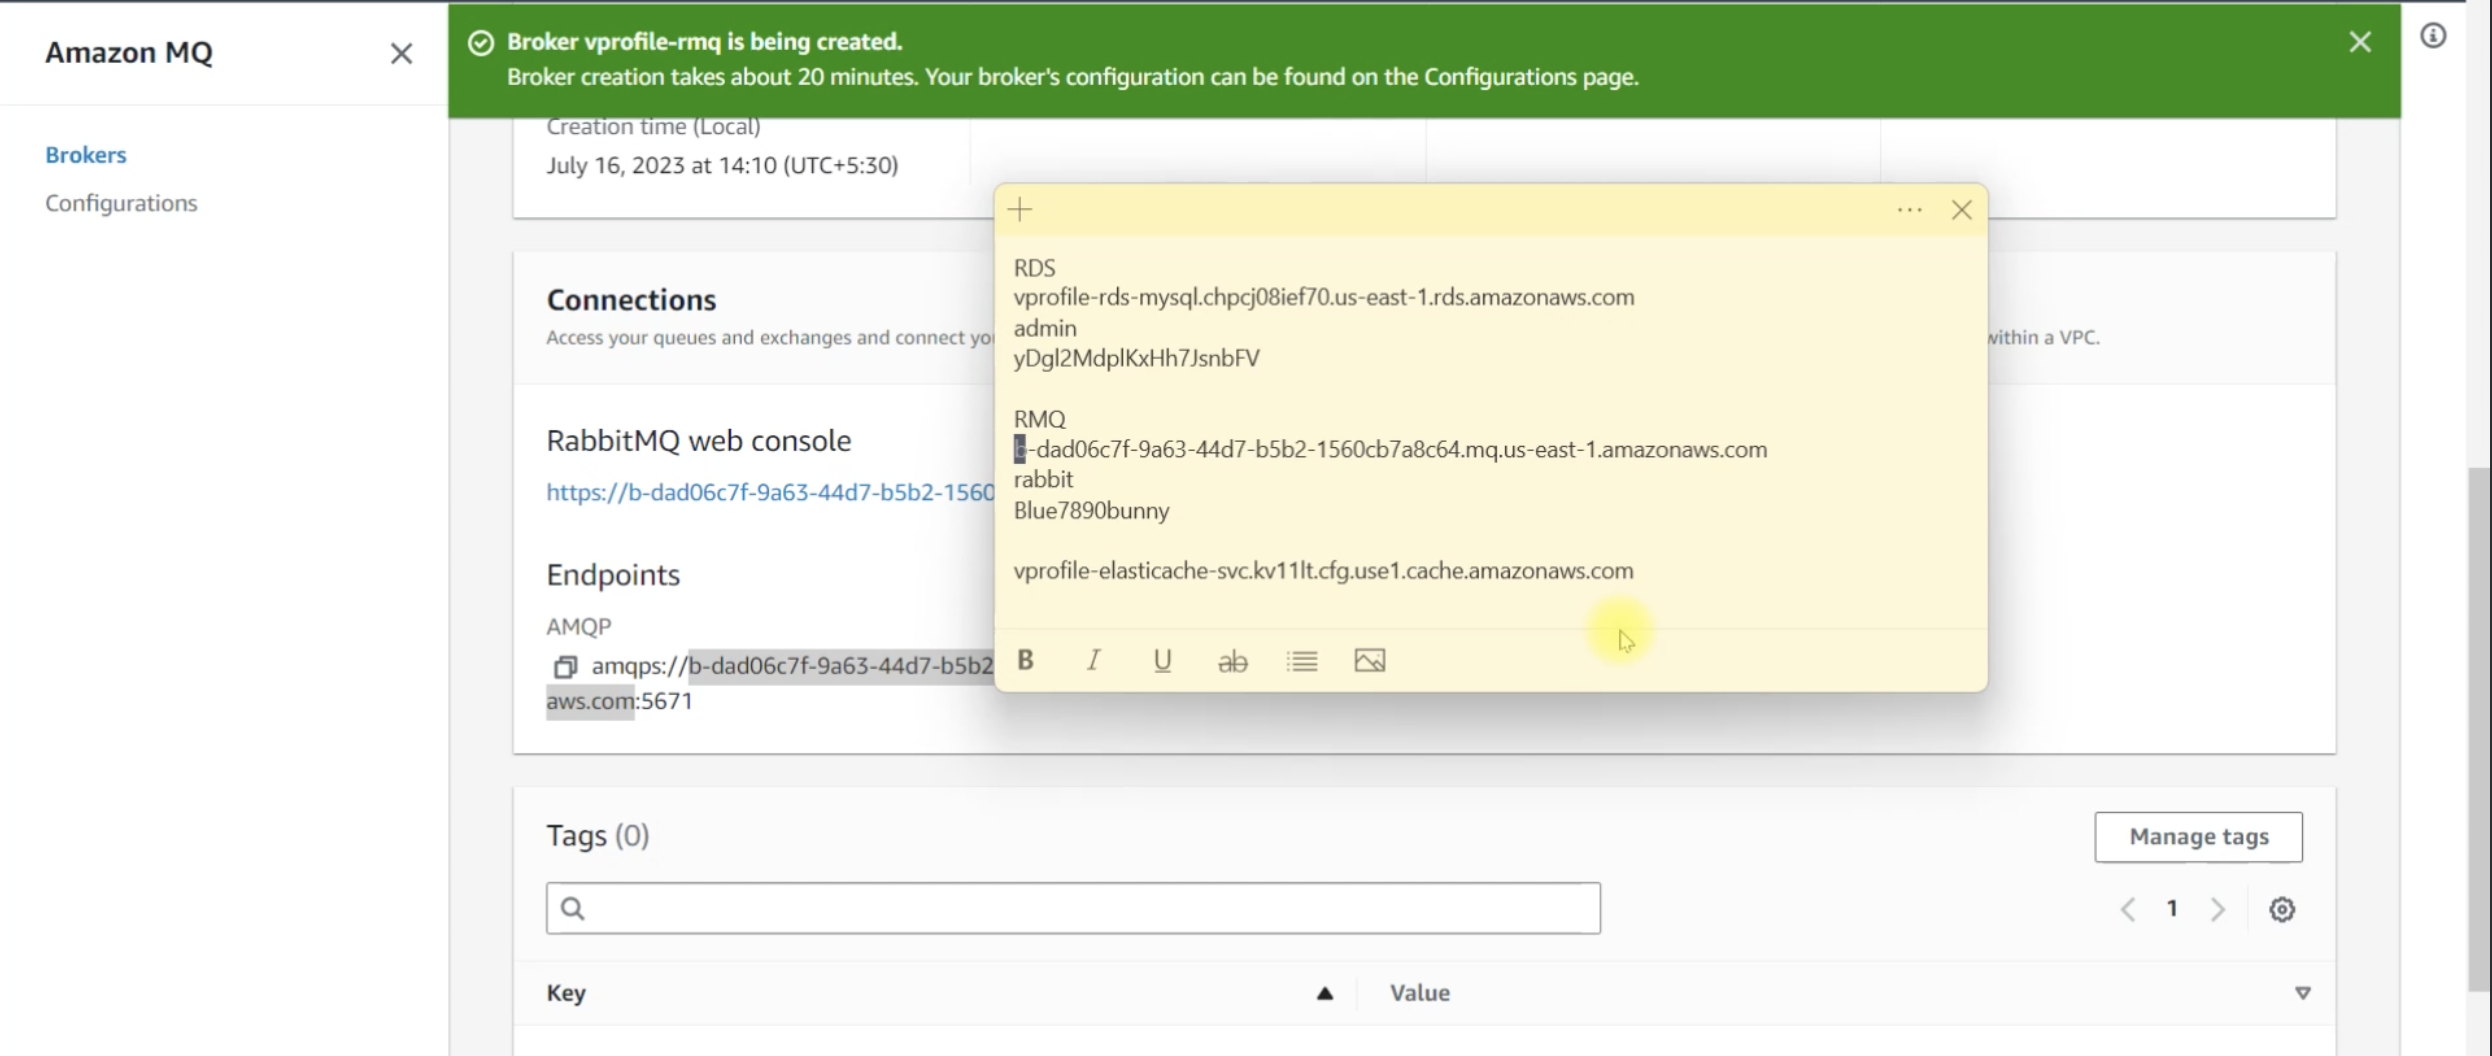 Amazon MQ
Brokers
Configurations
Broker vprofile-rmq is being created.
Broker creation takes about 20 minutes. Your broker's configuration can be found on the Configurations page.
Creation time (Local)
July 16, 2023 at 14:10 (UTC+5:30)
Connections
Access your queues and exchanges and connect yo
within a VPC.
RabbitMQ web console
https://b-dad06c7f-9a63-44d7-b5b2-1560
Endpoints
AMQP
amqps://b-dad06c7f-9a63-44d7-b5b2
aws.com:5671
RDS
vprofile-rds-mysql.chpcj08ief70.us-east-1.rds.amazonaws.com
admin
yDgl2MdplKxHh7JsnbFV
RMQ
b-dad06c7f-9a63-44d7-b5b2-1560cb7a8c64.mq.us-east-1.amazonaws.com
rabbit
Blue7890bunny
vprofile-elasticache-svc.kv11lt.cfg.use1.cache.amazonaws.com
B I U ab
Tags (0)
Manage tags
1
Key
Value